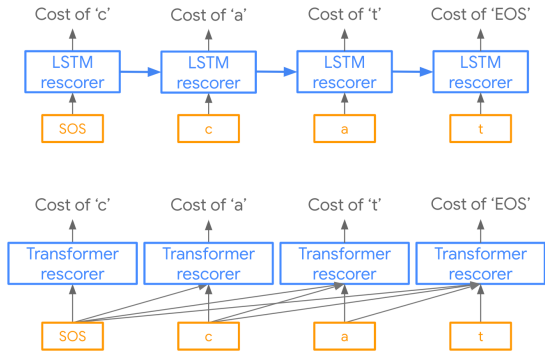 Cost of ‘c’ Cost of ‘a’ Cost of ‘t’ Cost of ‘EOS’
LSTM LSTM LSTM LSTM
rescorer rescorer rescorer rescorer
SOS c a t
Cost of ‘c’ Cost of ‘a’ Cost of ‘t’ Cost of ‘EOS’
Transformer Transformer Transformer Transformer
rescorer rescorer rescorer rescorer
SOS c a t